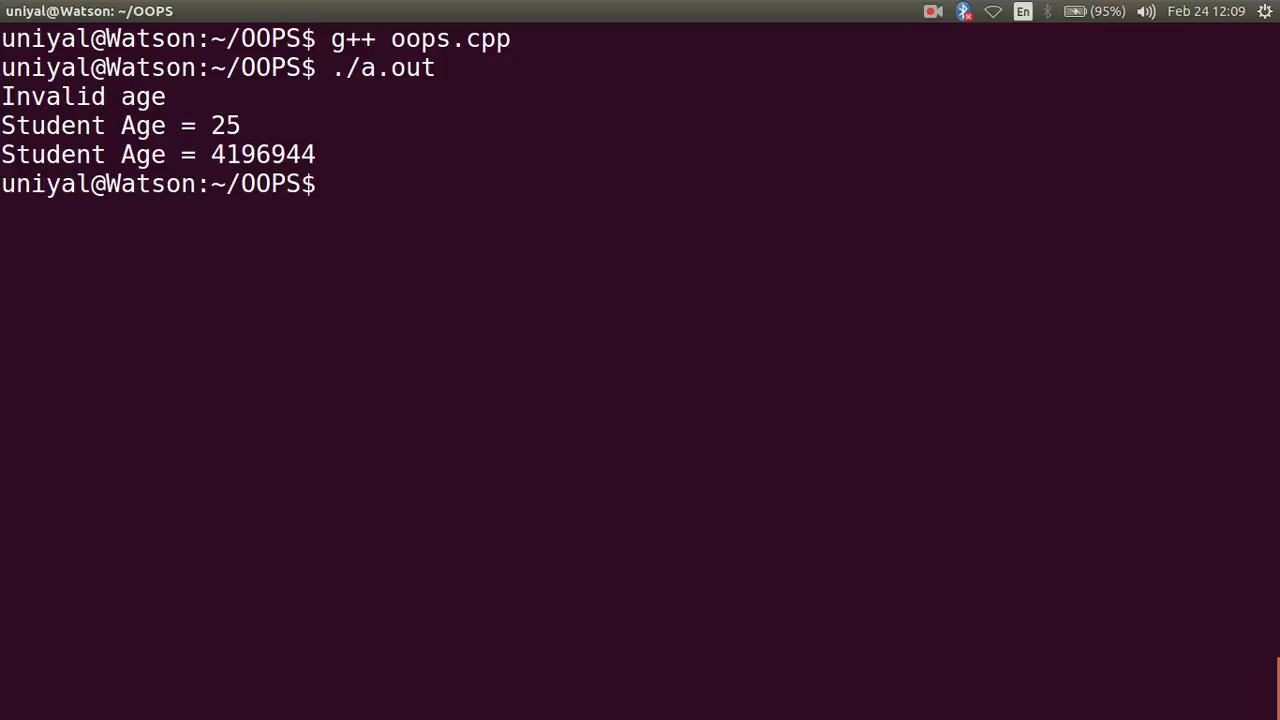 uniyal@Watson: ~/OOPS En (95%) Feb 24 12:09
uniyal@Watson:~/OOPS$ g++ oops.cpp
uniyal@Watson:~/OOPS$ ./a.out
Invalid age
Student Age = 25
Student Age = 4196944
uniyal@Watson:~/OOPS$